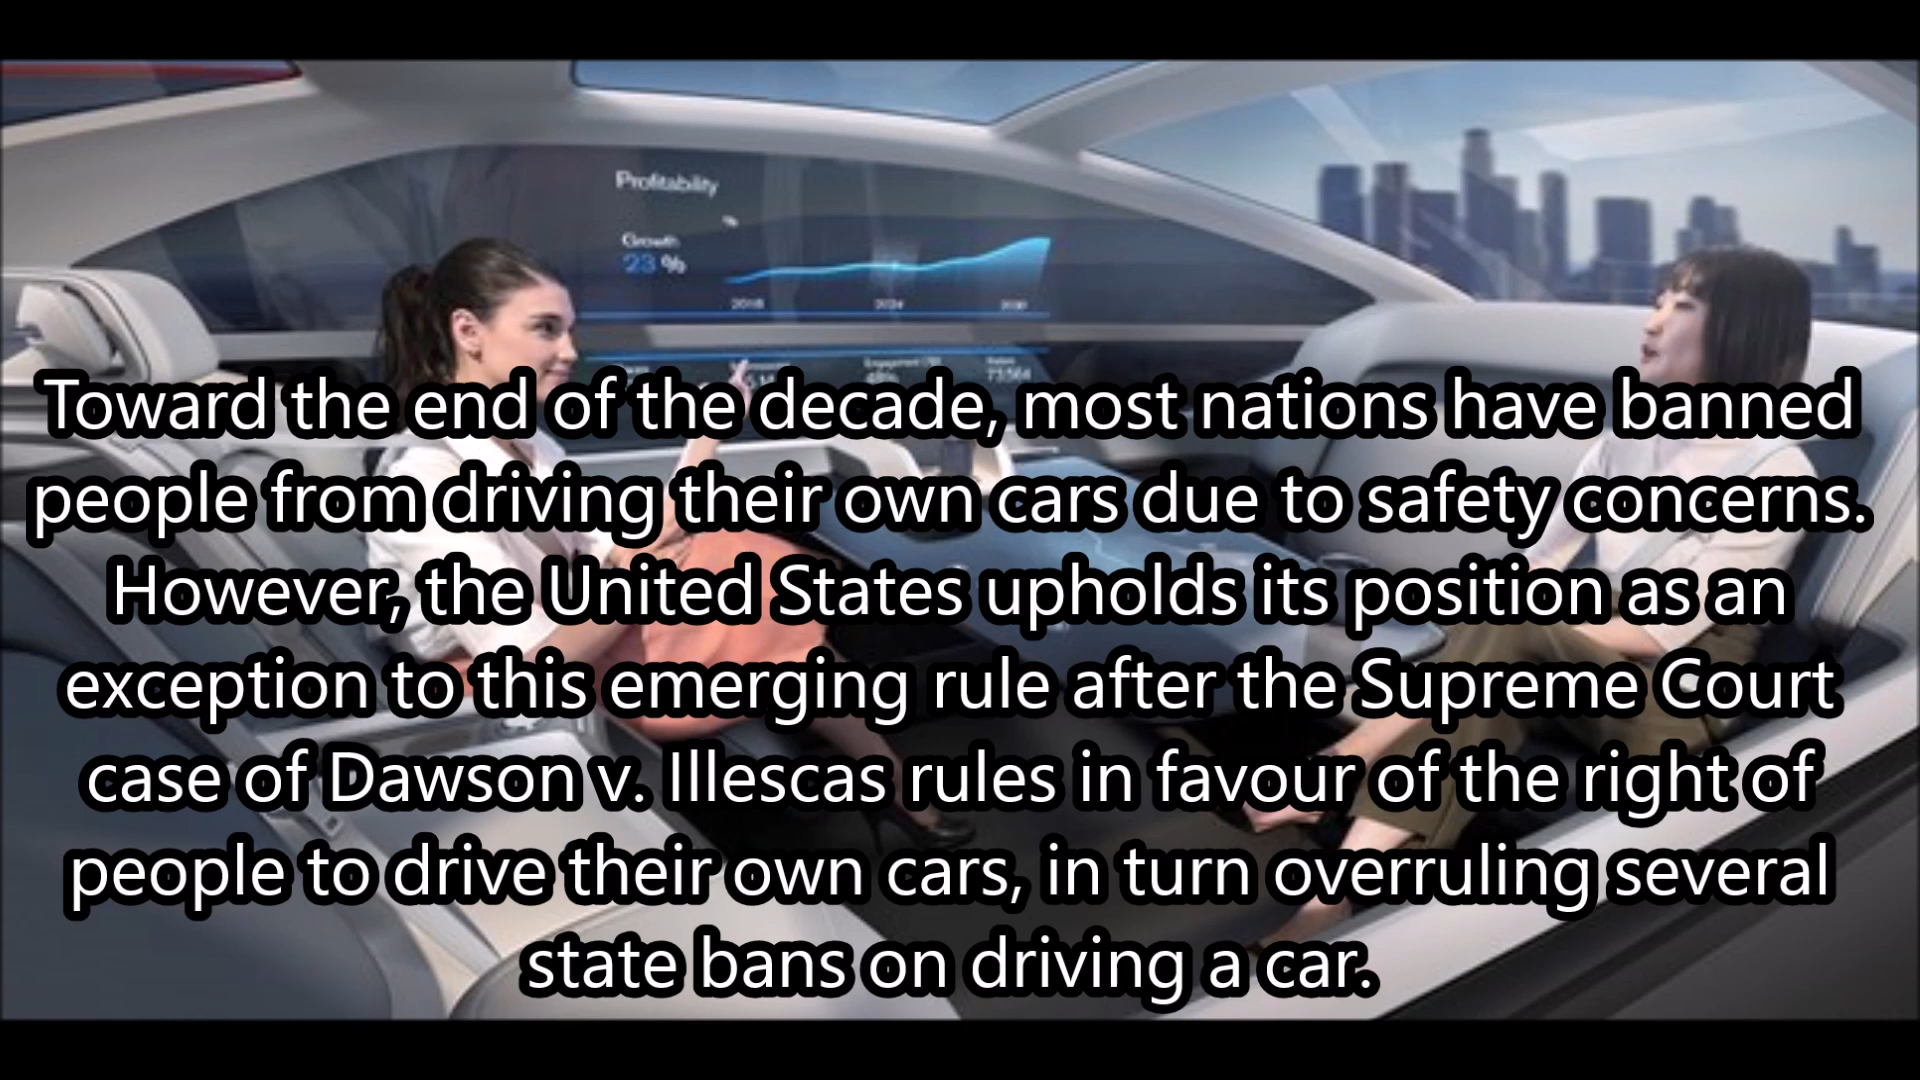 Profitability
%
Growth
23 %
2018 2024 2030
Toward the end of the decade, most nations have banned
people from driving their own cars due to safety concerns.
However, the United States upholds its position as an
exception to this emerging rule after the Supreme Court
case of Dawson v. Illescas rules in favour of the right of
people to drive their own cars, in turn overruling several
state bans on driving a car.